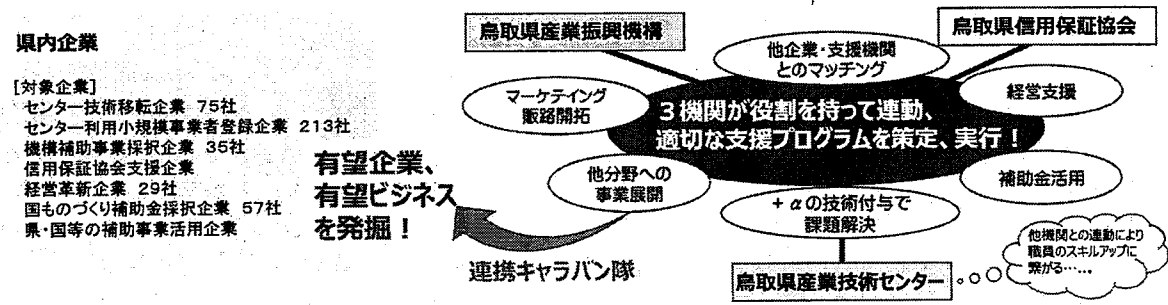 県内企業
[対象企業]
センター技術移転企業 75社
センター利用小規模事業者登録企業 213社
機構補助事業採択企業 35社
信用保証協会支援企業
経営革新企業 29社
国ものづくり補助金採択企業 57社
県・国等の補助事業活用企業
有望企業、
有望ビジネス
を発掘！
連携キャラバン隊
鳥取県産業振興機構
鳥取県信用保証協会
他企業・支援機関
とのマッチング
マーケティング
販路開拓
経営支援
３機関が役割を持って連動、
適切な支援プログラムを策定、実行！
他分野への
事業展開
補助金活用
+αの技術付与で
課題解決
鳥取県産業技術センター
他機関との連動により
職員のスキルアップに
繋がる……